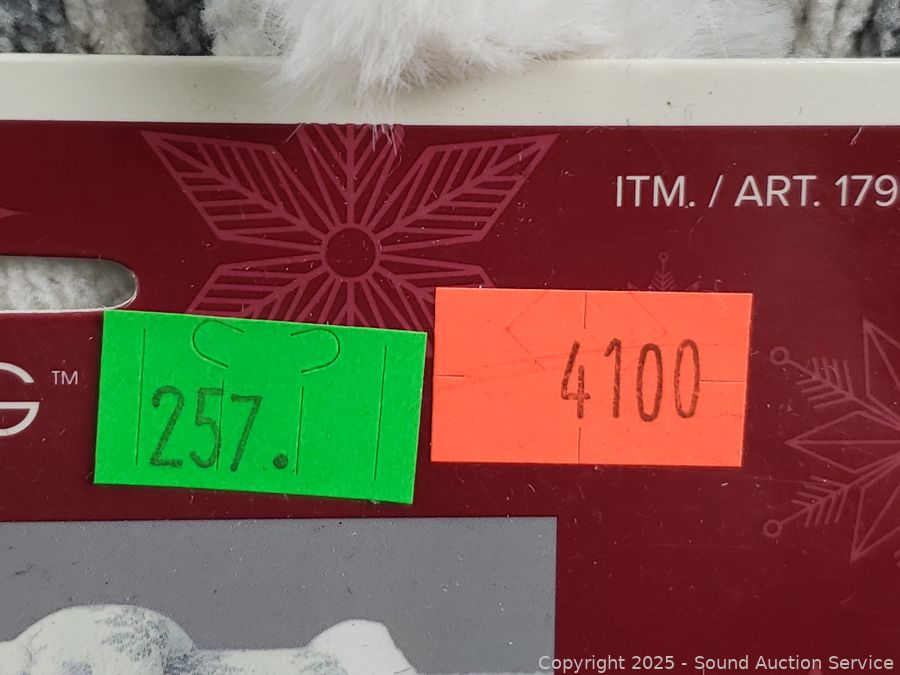 ITM. / ART. 179
G™
257.
4100
Copyright 2025 - Sound Auction Service